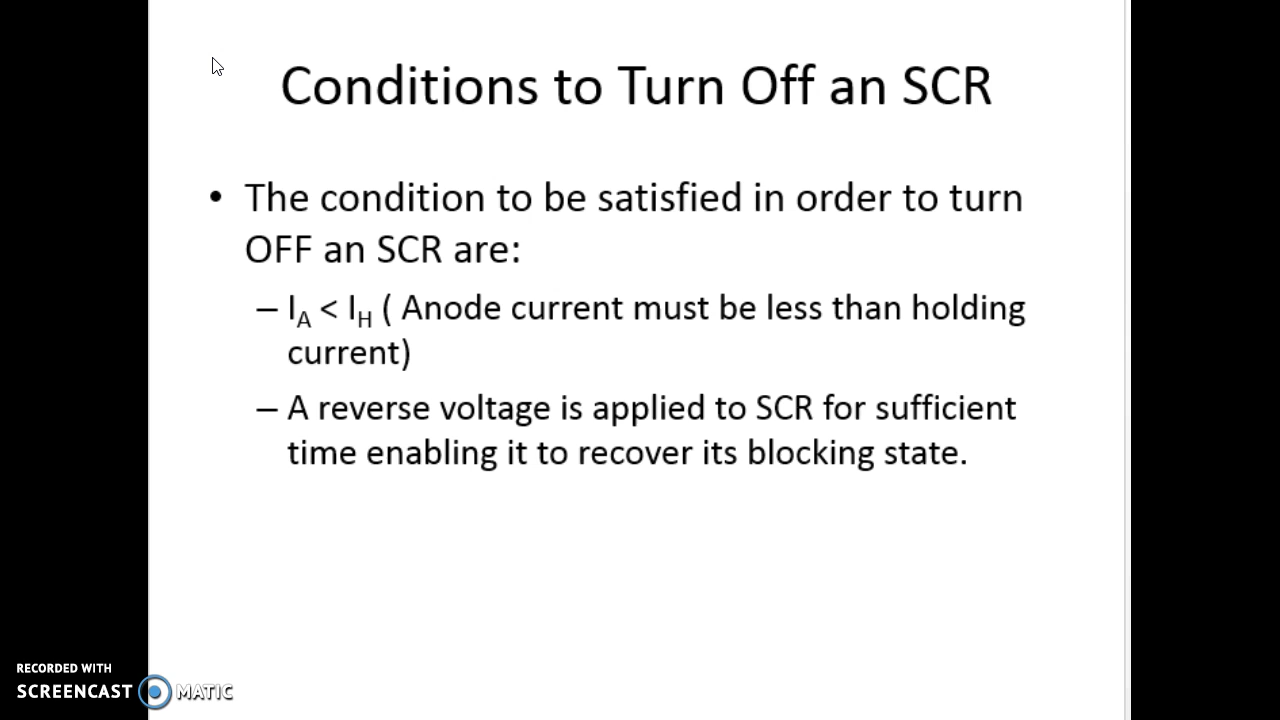 Conditions to Turn Off an SCR
• The condition to be satisfied in order to turn
OFF an SCR are:
– I_A < I_H ( Anode current must be less than holding
current)
– A reverse voltage is applied to SCR for sufficient
time enabling it to recover its blocking state.
RECORDED WITH
SCREENCAST MATIC